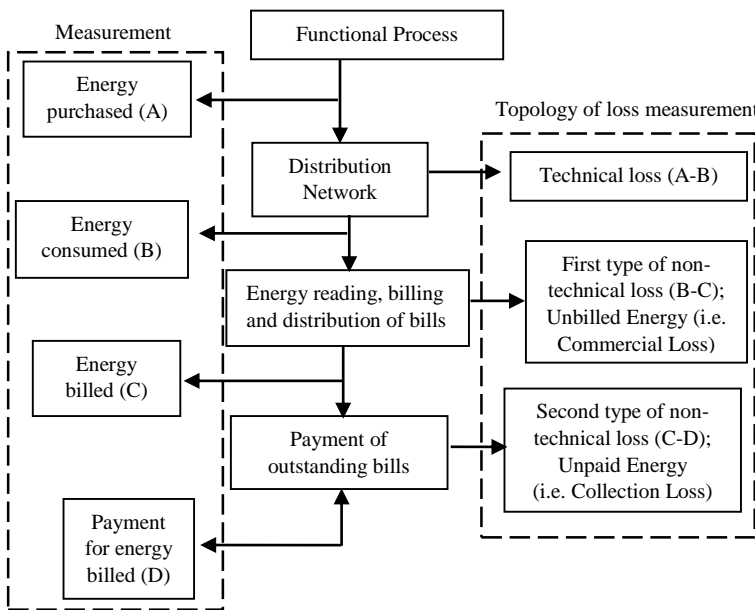 Measurement
Functional Process
Energy
purchased (A)
Topology of loss measurement
Distribution
Network
Technical loss (A-B)
Energy
consumed (B)
Energy reading, billing
and distribution of bills
First type of non-
technical loss (B-C);
Unbilled Energy (i.e.
Commercial Loss)
Energy
billed (C)
Payment of
outstanding bills
Second type of non-
technical loss (C-D);
Unpaid Energy
(i.e. Collection Loss)
Payment
for energy
billed (D)